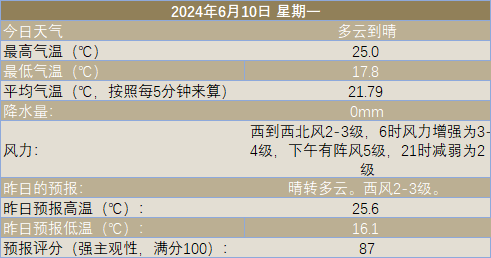 2024年6月10日 星期一
今日天气 多云到晴
最高气温（℃） 25.0
最低气温（℃） 17.8
平均气温（℃，按照每5分钟来算） 21.79
降水量： 0mm
风力： 西到西北风2-3级，6时风力增强为3-
4级，下午有阵风5级，21时减弱为2
级
昨日的预报： 晴转多云。西风2-3级。
昨日预报高温（℃）： 25.6
昨日预报低温（℃）： 16.1
预报评分（强主观性，满分100）： 87